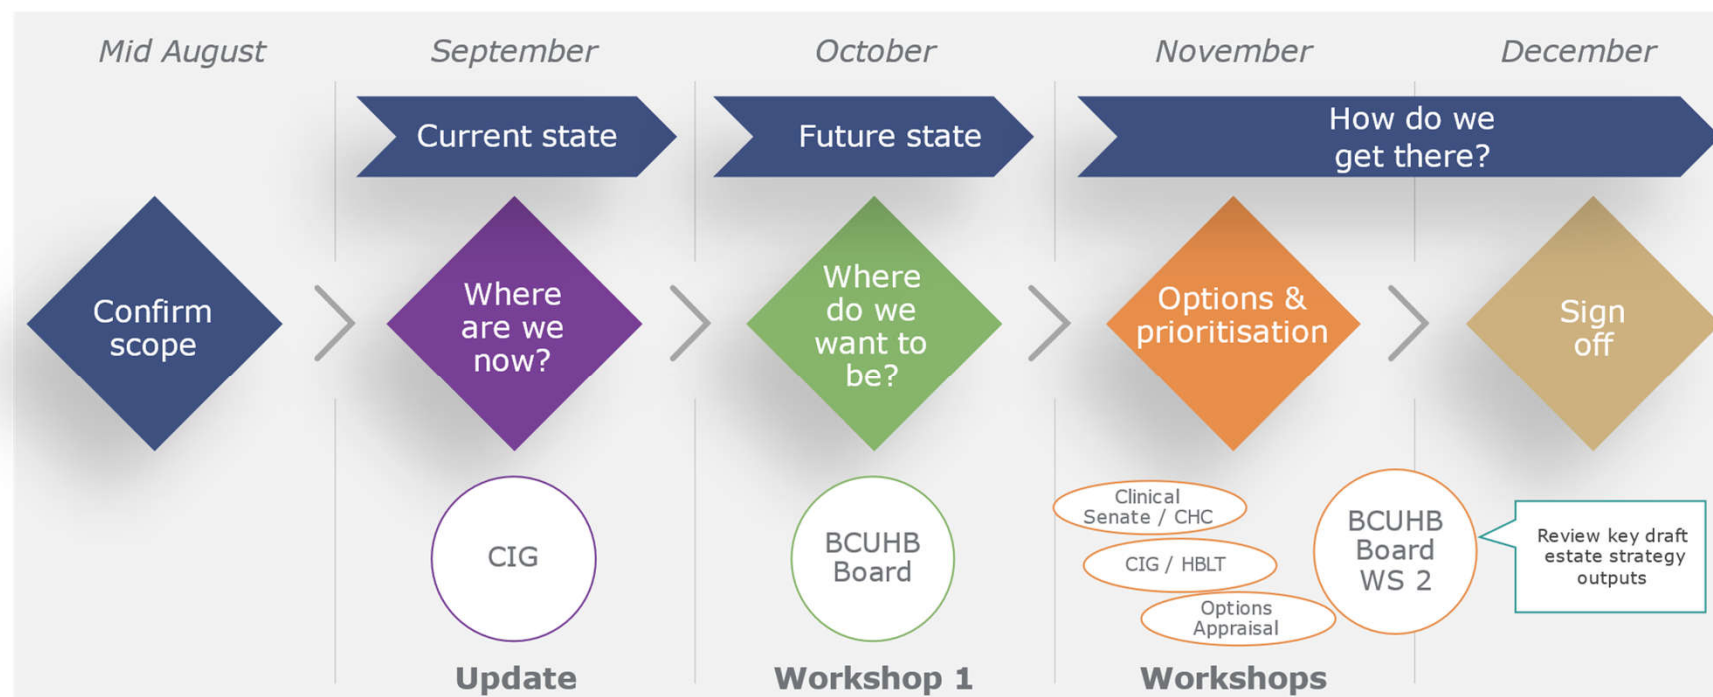 Mid August
September
October
November
December
Current state
Future state
How do we
get there?
Confirm
scope
Where
are we
now?
Where
do we
want to
be?
Options &
prioritisation
Sign
off
CIG
BCUHB
Board
Clinical
Senate / CHC
CIG / HBLT
Options
Appraisal
BCUHB
Board
WS 2
Review key draft
estate strategy
outputs
Update
Workshop 1
Workshops